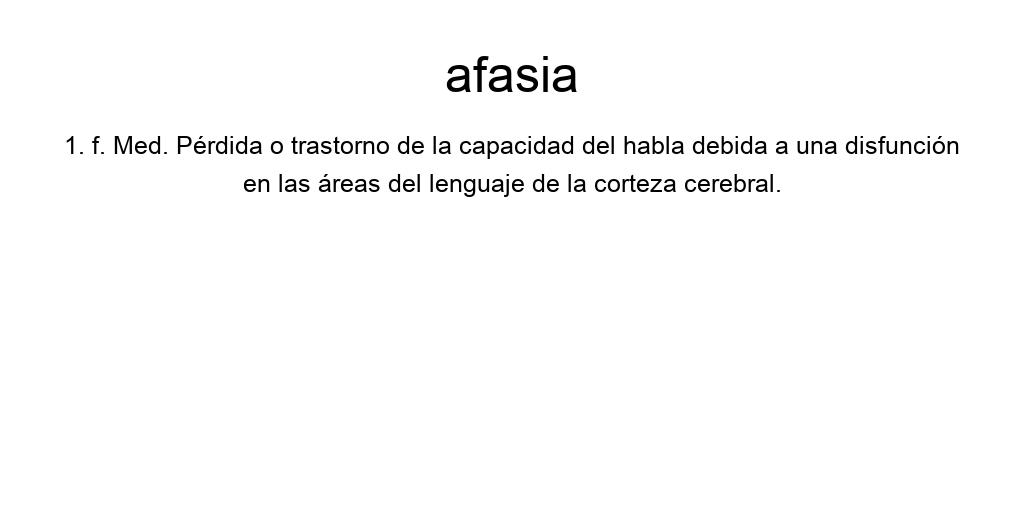 afasia
1. f. Med. Pérdida o trastorno de la capacidad del habla debida a una disfunción
en las áreas del lenguaje de la corteza cerebral.